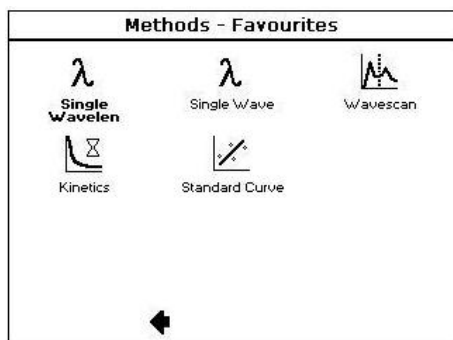 Methods - Favourites
λ λ
Single Single Wave Wavescan
Wavelen
Kinetics Standard Curve